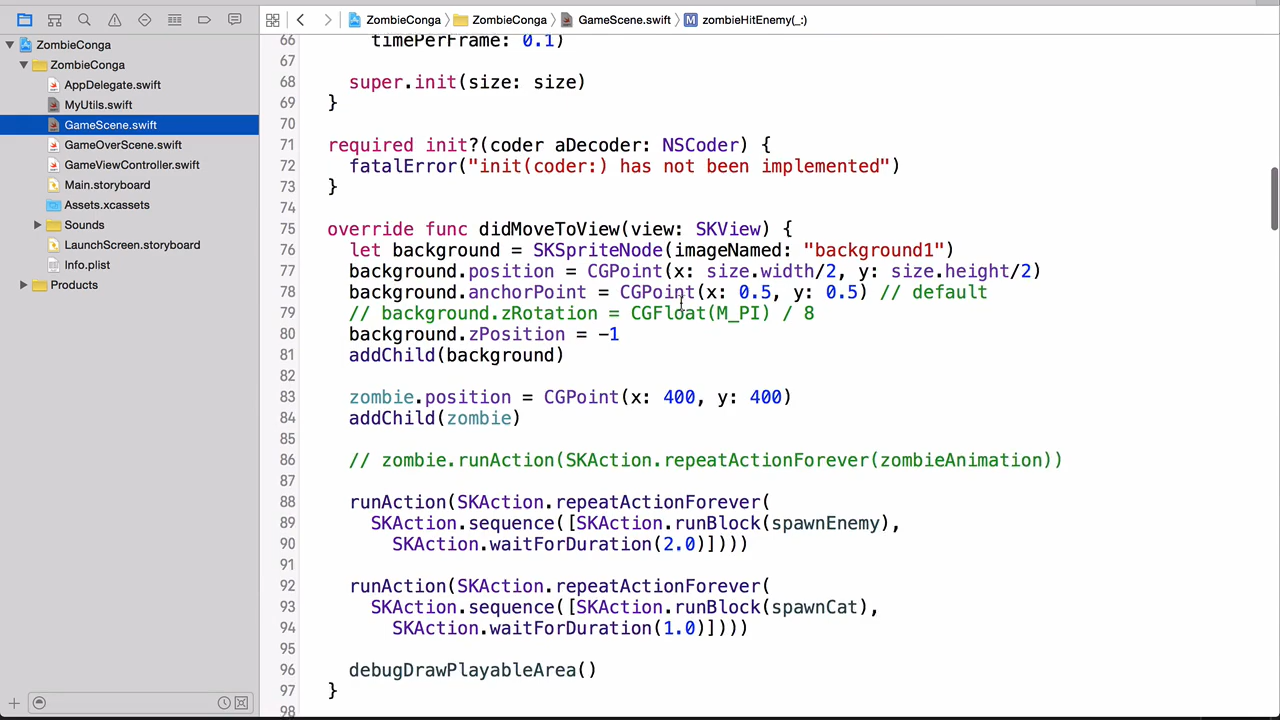 ZombieConga
ZombieConga
GameScene.swift
zombieHitEnemy(_:)
ZombieConga
ZombieConga
AppDelegate.swift
MyUtils.swift
GameScene.swift
GameOverScene.swift
GameViewController.swift
Main.storyboard
Assets.xcassets
Sounds
LaunchScreen.storyboard
Info.plist
Products
66 timePerFrame: 0.1)
67
68 super.init(size: size)
69 }
70
71 required init?(coder aDecoder: NSCoder) {
72 fatalError("init(coder:) has not been implemented")
73 }
74
75 override func didMoveToView(view: SKView) {
76 let background = SKSpriteNode(imageNamed: "background1")
77 background.position = CGPoint(x: size.width/2, y: size.height/2)
78 background.anchorPoint = CGPoint(x: 0.5, y: 0.5) // default
79 // background.zRotation = CGFloat(M_PI) / 8
80 background.zPosition = -1
81 addChild(background)
82
83 zombie.position = CGPoint(x: 400, y: 400)
84 addChild(zombie)
85
86 // zombie.runAction(SKAction.repeatActionForever(zombieAnimation))
87
88 runAction(SKAction.repeatActionForever(
89 SKAction.sequence([SKAction.runBlock(spawnEnemy),
90 SKAction.waitForDuration(2.0)])))
91
92 runAction(SKAction.repeatActionForever(
93 SKAction.sequence([SKAction.runBlock(spawnCat),
94 SKAction.waitForDuration(1.0)])))
95
96 debugDrawPlayableArea()
97 }
98